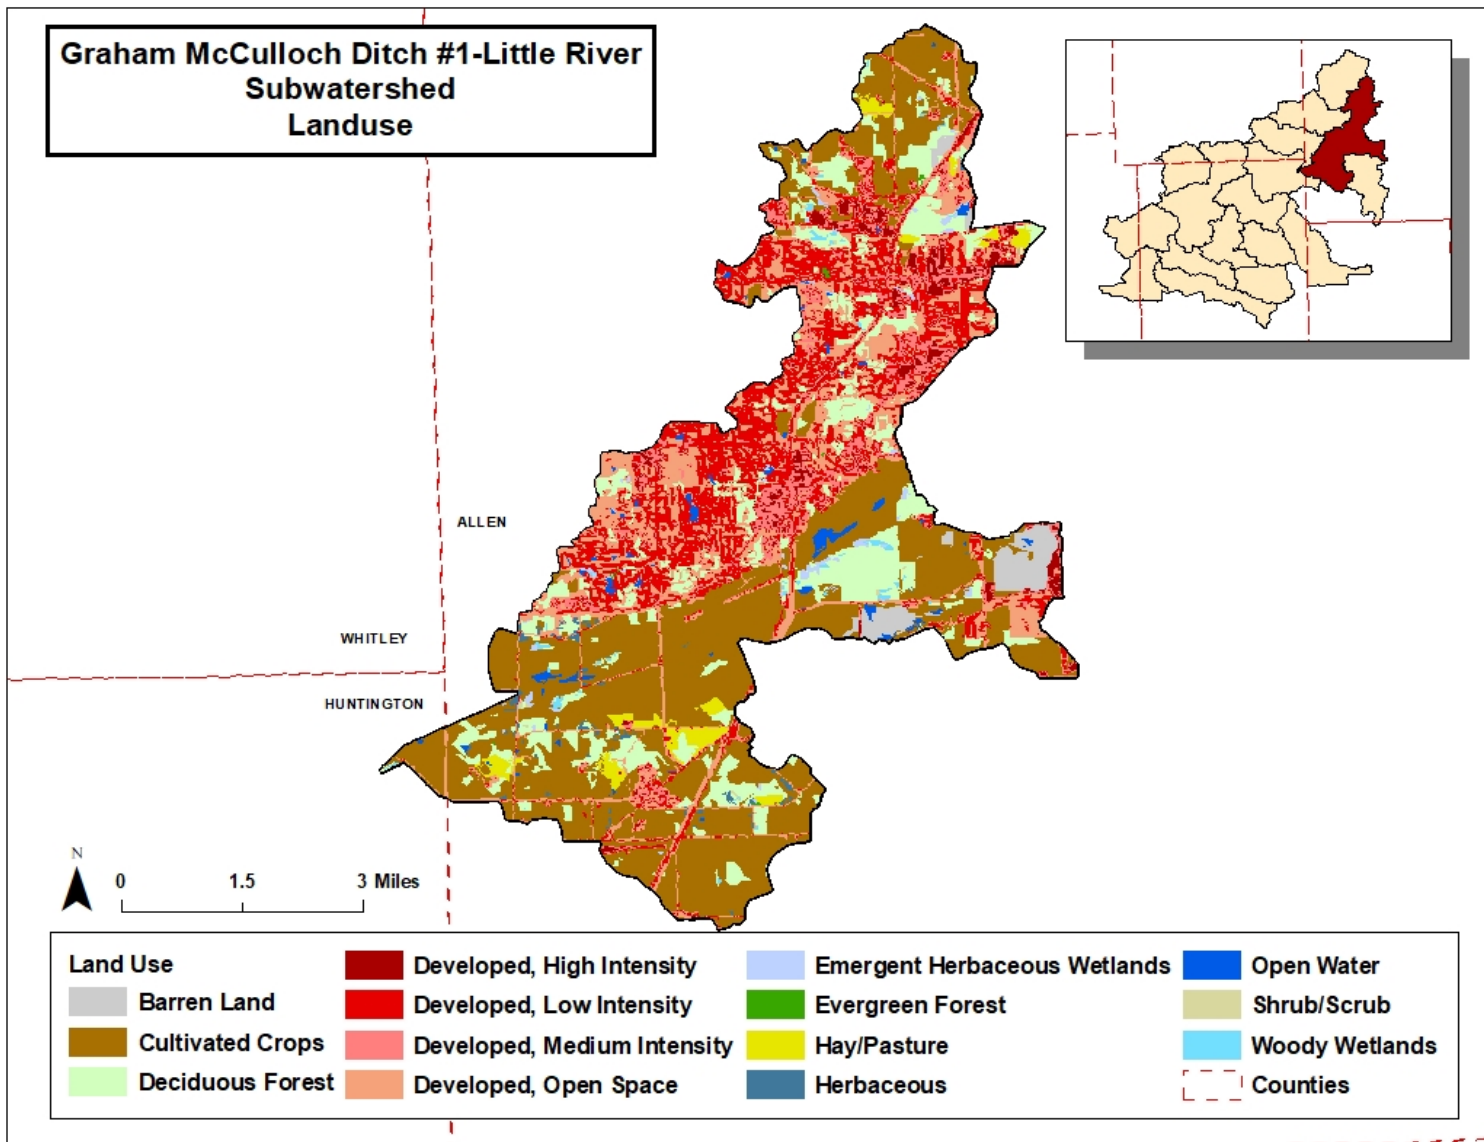 Graham McCulloch Ditch #1-Little River
Subwatershed
Landuse
ALLEN
WHITLEY
HUNTINGTON
N
0 1.5 3 Miles
Land Use
Barren Land
Cultivated Crops
Deciduous Forest
Developed, High Intensity
Developed, Low Intensity
Developed, Medium Intensity
Developed, Open Space
Emergent Herbaceous Wetlands
Evergreen Forest
Hay/Pasture
Herbaceous
Open Water
Shrub/Scrub
Woody Wetlands
Counties